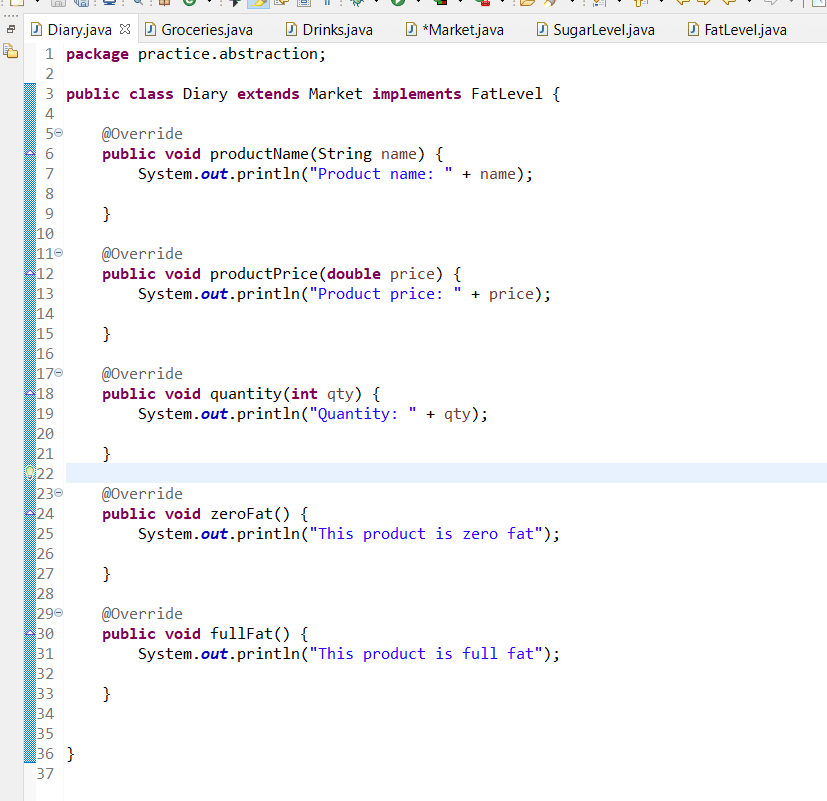 Diary.java
Groceries.java
Drinks.java
*Market.java
SugarLevel.java
FatLevel.java
1 package practice.abstraction;
2
3 public class Diary extends Market implements FatLevel {
4
5 @Override
6 public void productName(String name) {
7 System.out.println("Product name: " + name);
8
9 }
10
11 @Override
12 public void productPrice(double price) {
13 System.out.println("Product price: " + price);
14
15 }
16
17 @Override
18 public void quantity(int qty) {
19 System.out.println("Quantity: " + qty);
20
21 }
22
23 @Override
24 public void zeroFat() {
25 System.out.println("This product is zero fat");
26
27 }
28
29 @Override
30 public void fullFat() {
31 System.out.println("This product is full fat");
32
33 }
34
35
36 }
37